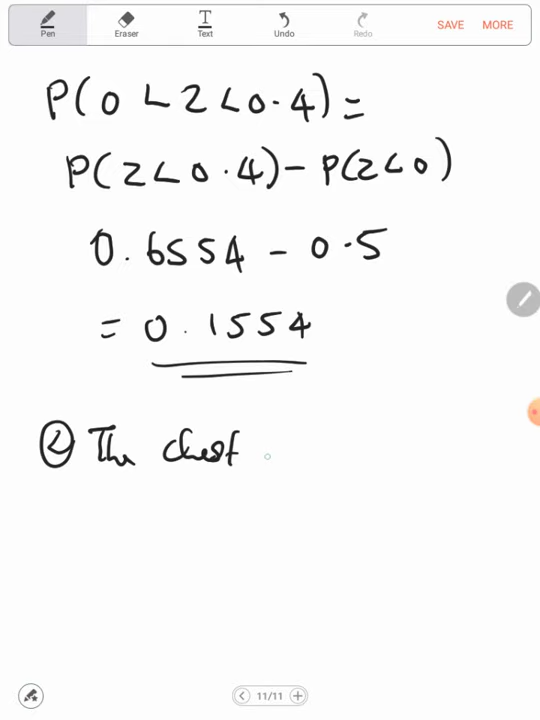 Pen Eraser Text Undo Redo SAVE MORE
P(0 < Z < 0.4) =
P(Z < 0.4) - P(Z < 0)
0.6554 - 0.5
= 0.1554
② The chest
11/11